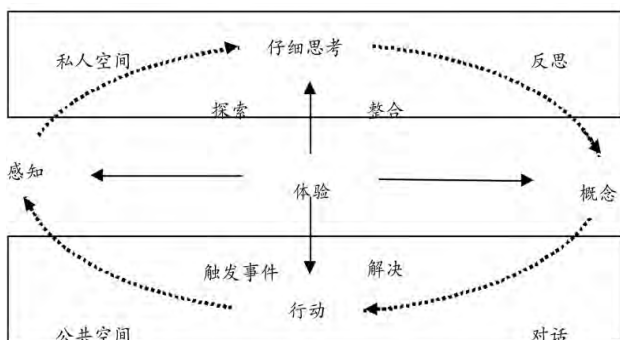 仔细思考
私人空间
反思
探索
整合
感知
体验
概念
触发事件
解决
行动
公共空间
对话